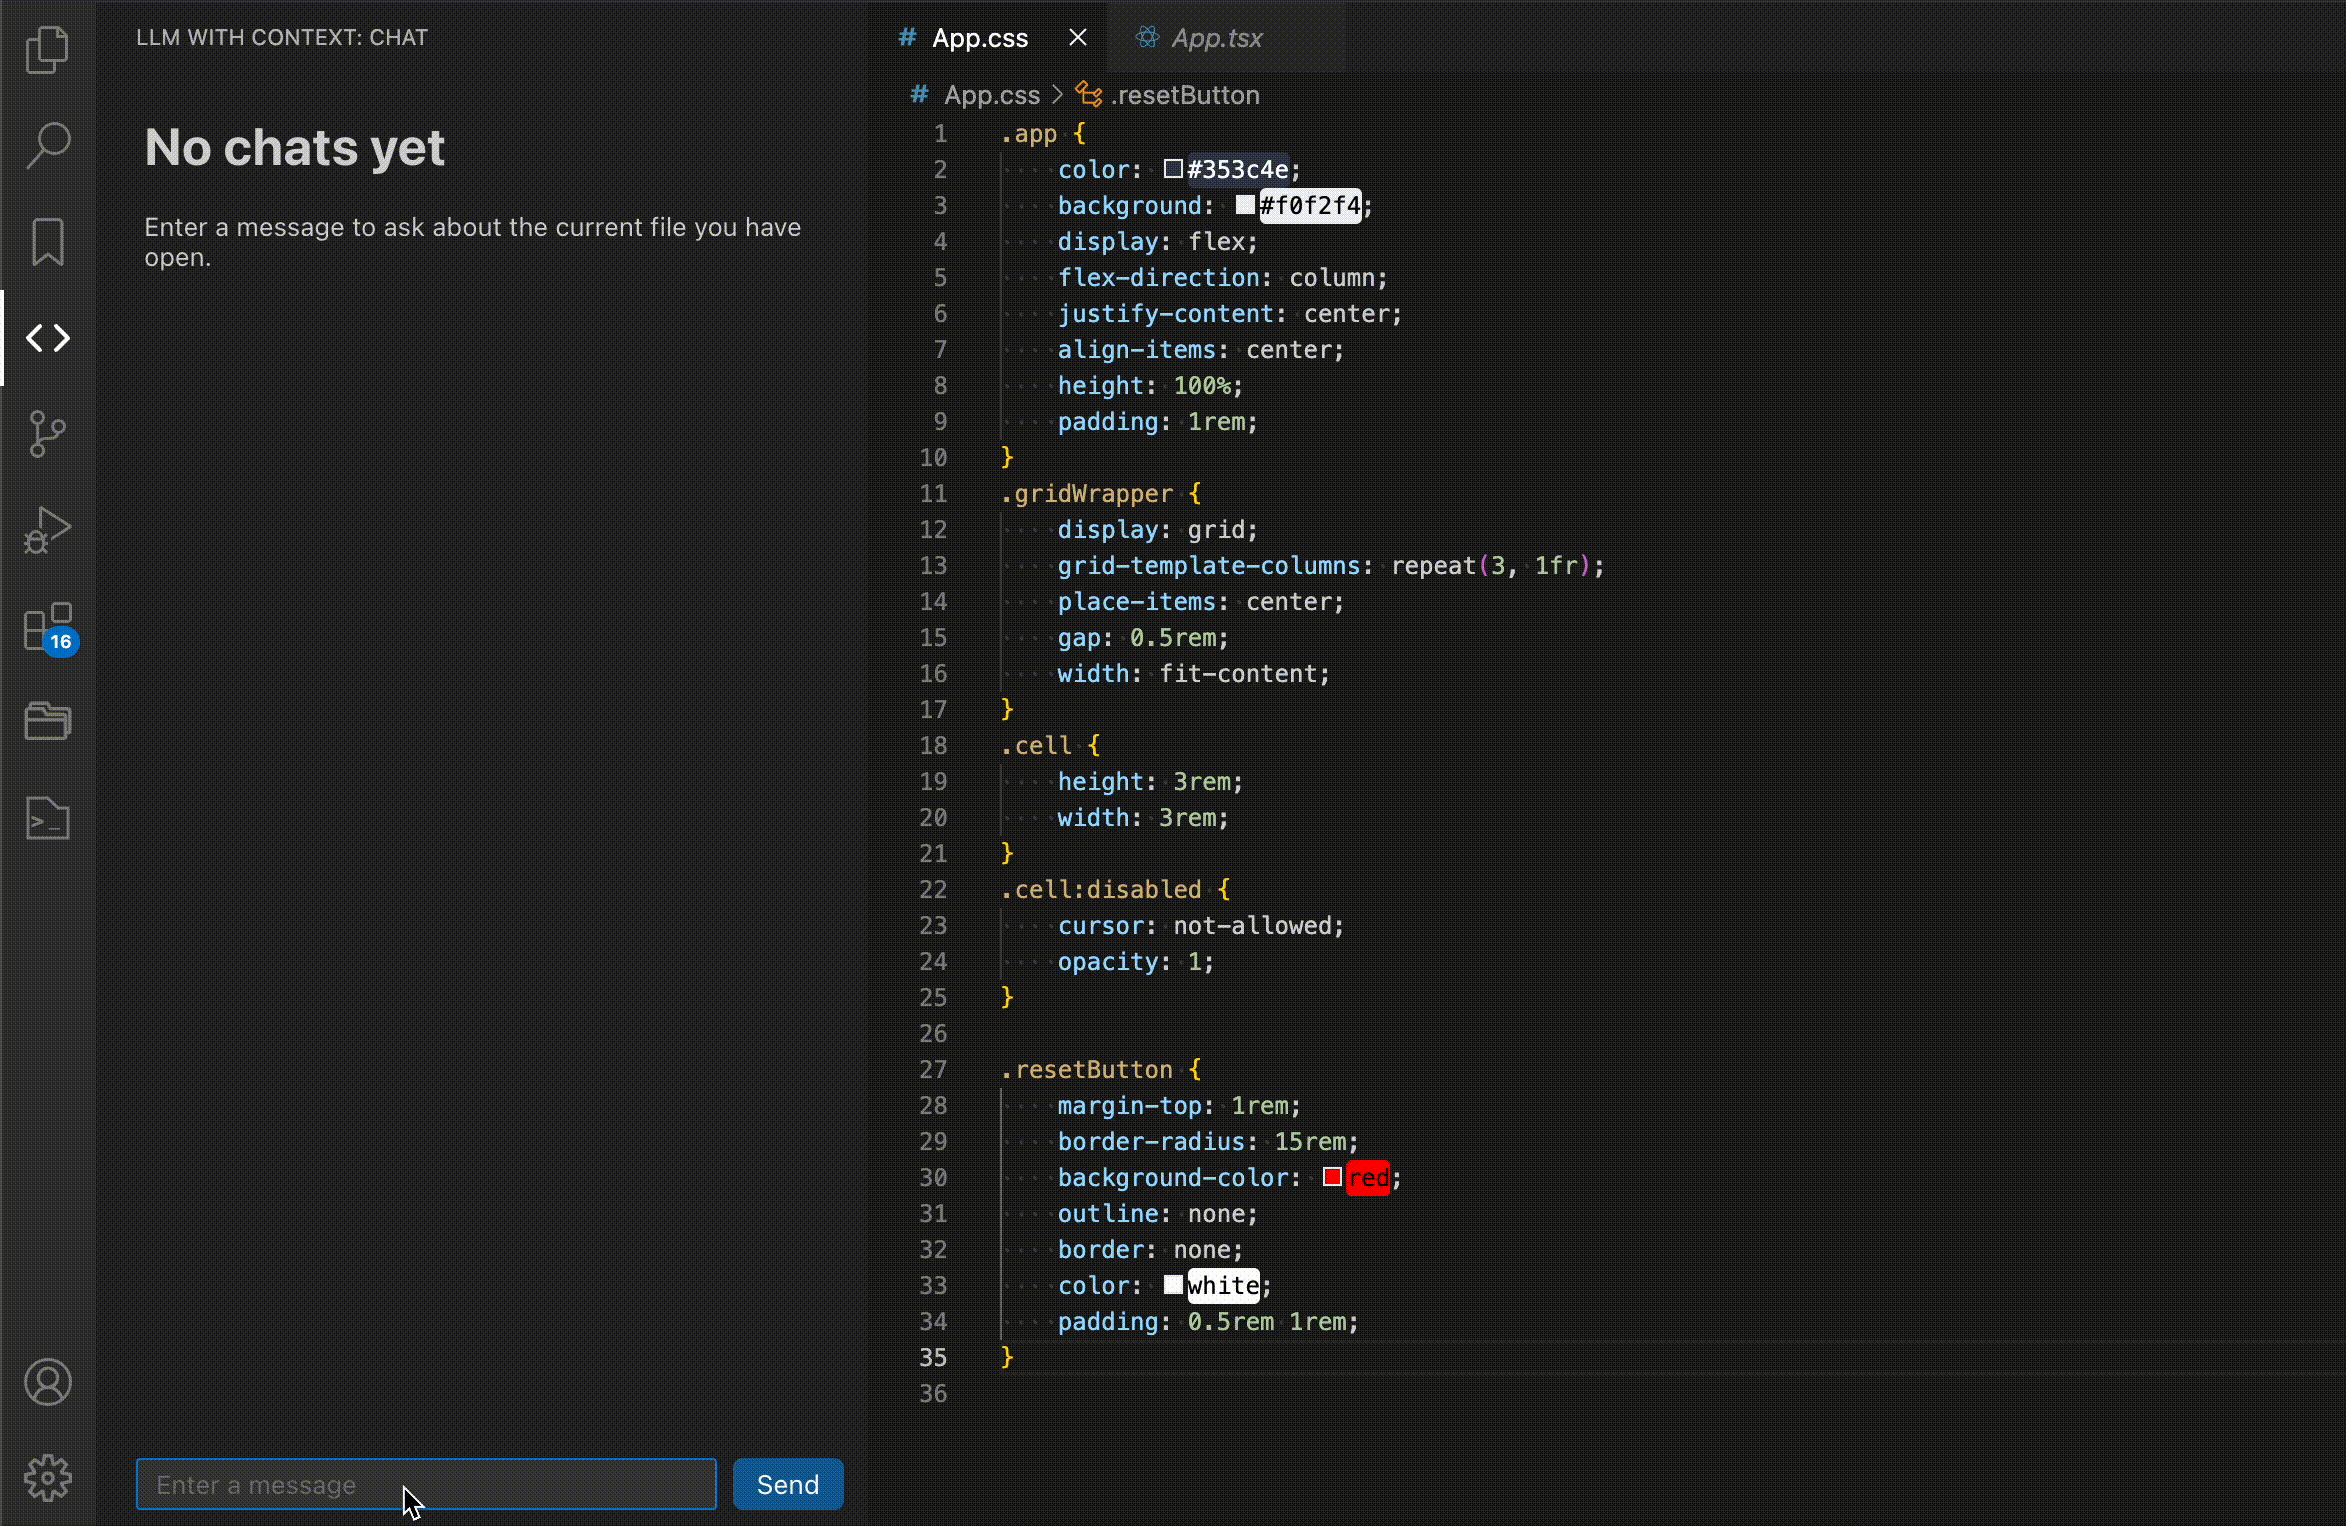 LLM WITH CONTEXT: CHAT
No chats yet
Enter a message to ask about the current file you have
open.
16
Enter a message
Send
# App.css
App.tsx
# App.css > .resetButton
1 .app {
2 color: #353c4e;
3 background: #f0f2f4;
4 display: flex;
5 flex-direction: column;
6 justify-content: center;
7 align-items: center;
8 height: 100%;
9 padding: 1rem;
10 }
11 .gridWrapper {
12 display: grid;
13 grid-template-columns: repeat(3, 1fr);
14 place-items: center;
15 gap: 0.5rem;
16 width: fit-content;
17 }
18 .cell {
19 height: 3rem;
20 width: 3rem;
21 }
22 .cell:disabled {
23 cursor: not-allowed;
24 opacity: 1;
25 }
26
27 .resetButton {
28 margin-top: 1rem;
29 border-radius: 15rem;
30 background-color: red;
31 outline: none;
32 border: none;
33 color: white;
34 padding: 0.5rem 1rem;
35 }
36